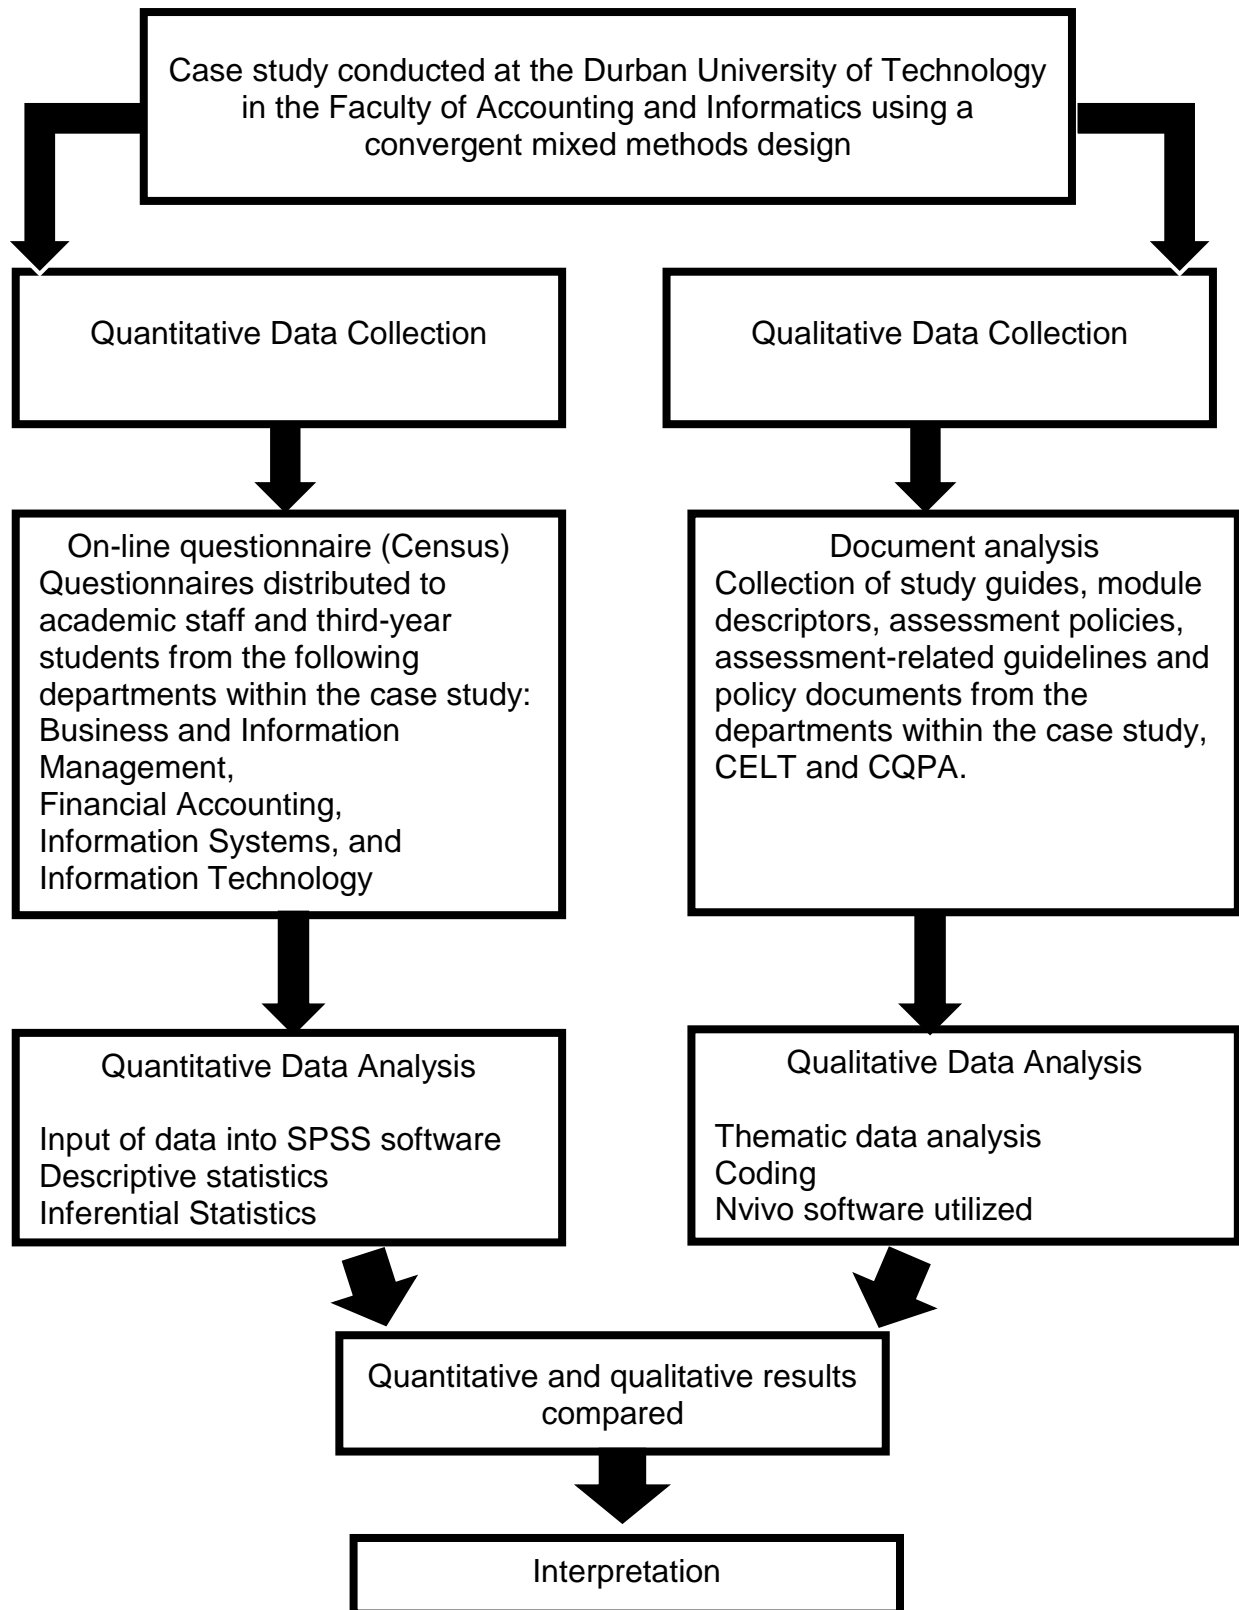 Case study conducted at the Durban University of Technology
in the Faculty of Accounting and Informatics using a
convergent mixed methods design
Quantitative Data Collection
Qualitative Data Collection
On-line questionnaire (Census)
Questionnaires distributed to
academic staff and third-year
students from the following
departments within the case study:
Business and Information
Management,
Financial Accounting,
Information Systems, and
Information Technology
Document analysis
Collection of study guides, module
descriptors, assessment policies,
assessment-related guidelines and
policy documents from the
departments within the case study,
CELT and CQPA.
Quantitative Data Analysis
Input of data into SPSS software
Descriptive statistics
Inferential Statistics
Qualitative Data Analysis
Thematic data analysis
Coding
Nvivo software utilized
Quantitative and qualitative results
compared
Interpretation